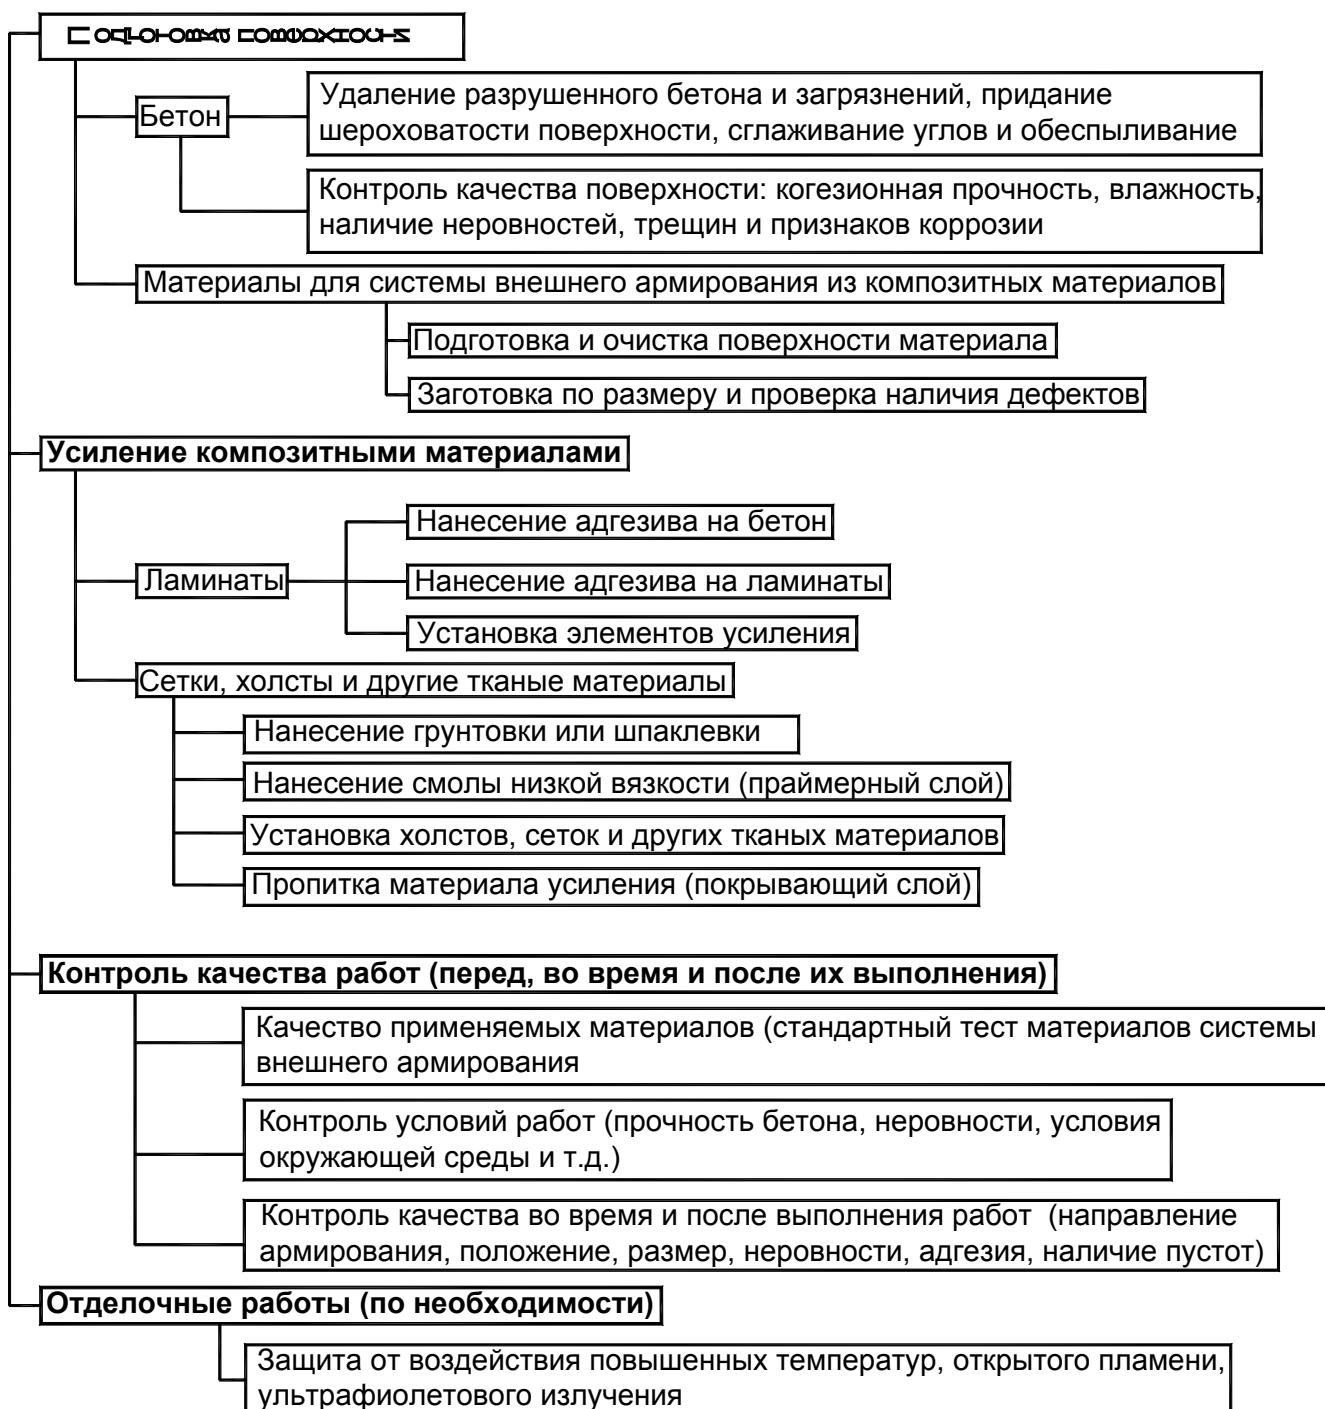 Подготовка поверхности
Бетон
Удаление разрушенного бетона и загрязнений, придание
шероховатости поверхности, сглаживание углов и обеспыливание
Контроль качества поверхности: когезионная прочность, влажность,
наличие неровностей, трещин и признаков коррозии
Материалы для системы внешнего армирования из композитных материалов
Подготовка и очистка поверхности материала
Заготовка по размеру и проверка наличия дефектов
Усиление композитными материалами
Нанесение адгезива на бетон
Ламинаты
Нанесение адгезива на ламинаты
Установка элементов усиления
Сетки, холсты и другие тканые материалы
Нанесение грунтовки или шпаклевки
Нанесение смолы низкой вязкости (праймерный слой)
Установка холстов, сеток и других тканых материалов
Пропитка материала усиления (покрывающий слой)
Контроль качества работ (перед, во время и после их выполнения)
Качество применяемых материалов (стандартный тест материалов системы
внешнего армирования
Контроль условий работ (прочность бетона, неровности, условия
окружающей среды и т.д.)
Контроль качества во время и после выполнения работ (направление
армирования, положение, размер, неровности, адгезия, наличие пустот)
Отделочные работы (по необходимости)
Защита от воздействия повышенных температур, открытого пламени,
ультрафиолетового излучения